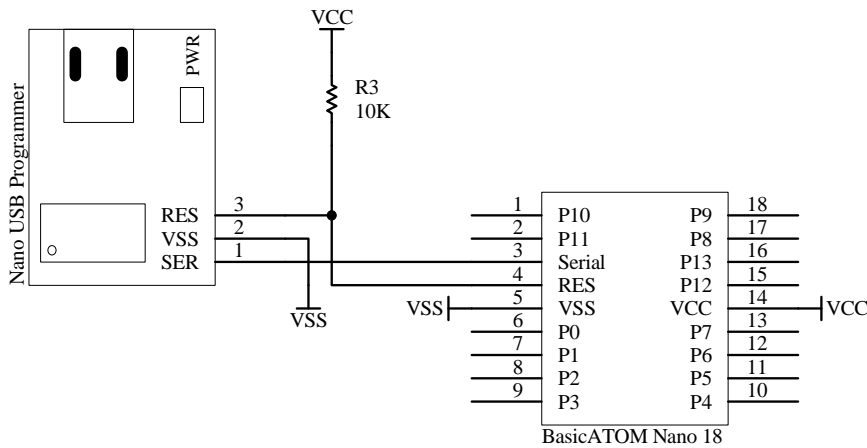 VCC
PWR
R3
10K
Nano USB Programmer
RES 3
VSS 2
SER 1
VSS
1 P10 P9 18
2 P11 P8 17
3 Serial P13 16
4 RES P12 15
VSS 5 VSS VCC 14 VCC
6 P0 P7 13
7 P1 P6 12
8 P2 P5 11
9 P3 P4 10
BasicATOM Nano 18